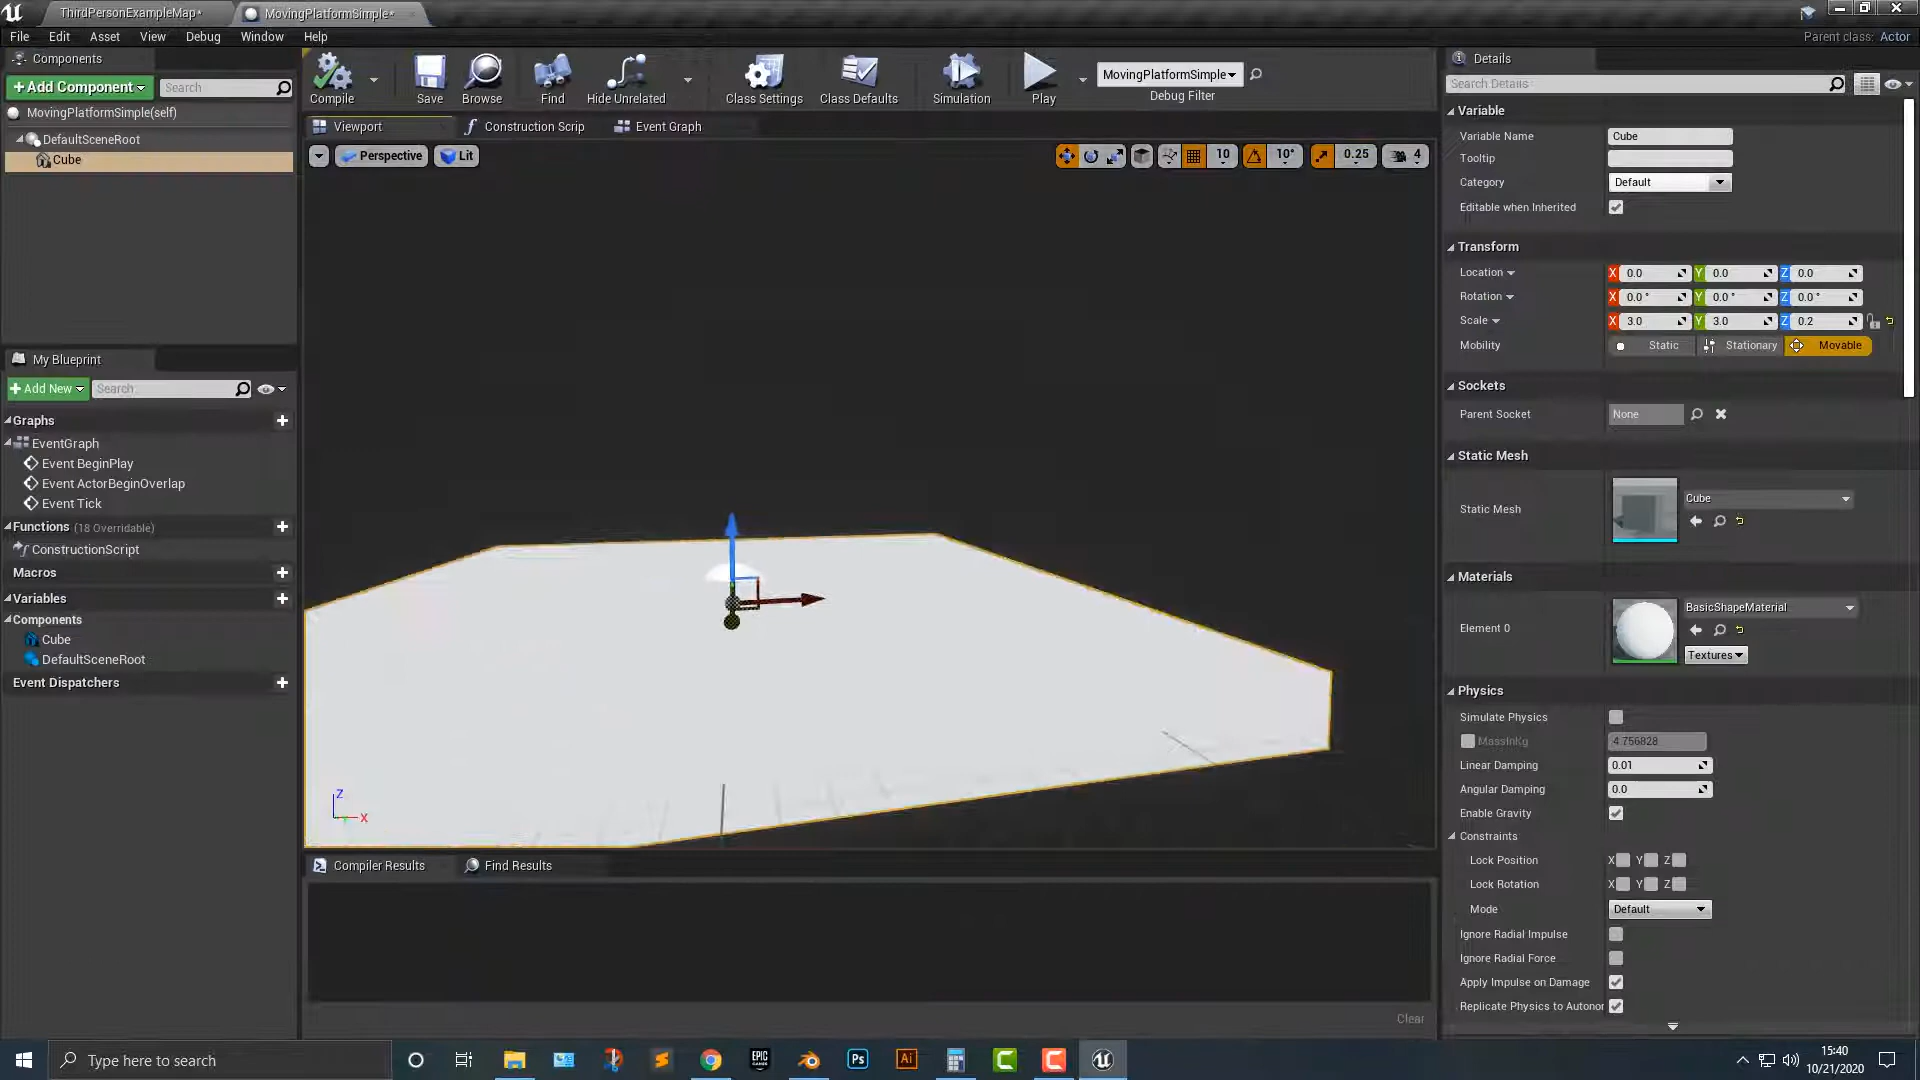 ThirdPersonExampleMap*
MovingPlatformSimple*
File Edit Asset View Debug Window Help
Parent class: Actor
Components
+Add Component
Search
MovingPlatformSimple(self)
DefaultSceneRoot
Cube
My Blueprint
+Add New
Search
Graphs
EventGraph
Event BeginPlay
Event ActorBeginOverlap
Event Tick
Functions (18 Overridable)
ConstructionScript
Macros
Variables
Components
Cube
DefaultSceneRoot
Event Dispatchers
Compile
Save
Browse
Find
Hide Unrelated
Class Settings
Class Defaults
Simulation
Play
MovingPlatformSimple
Debug Filter
Viewport
Construction Scrip
Event Graph
Perspective
Lit
10
10°
0.25
4
Z
X
Compiler Results
Find Results
Clear
Details
Search Details
Variable
Variable Name Cube
Tooltip
Category Default
Editable when Inherited
Transform
Location X 0.0 Y 0.0 Z 0.0
Rotation X 0.0 ° Y 0.0 ° Z 0.0 °
Scale X 3.0 Y 3.0 Z 0.2
Mobility Static Stationary Movable
Sockets
Parent Socket None
Static Mesh
Static Mesh Cube
Materials
Element 0 BasicShapeMaterial
Textures
Physics
Simulate Physics
MassInKg 4.756828
Linear Damping 0.01
Angular Damping 0.0
Enable Gravity
Constraints
Lock Position X Y Z
Lock Rotation X Y Z
Mode Default
Ignore Radial Impulse
Ignore Radial Force
Apply Impulse on Damage
Replicate Physics to Autonor
Type here to search
EPIC GAMES
Ps
Ai
15:40
10/21/2020